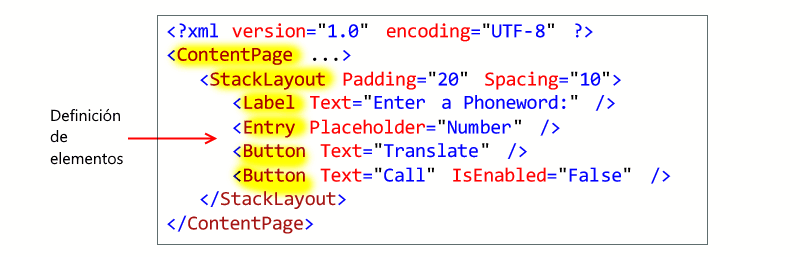 <?xml version="1.0" encoding="UTF-8" ?>
<ContentPage ...>
<StackLayout Padding="20" Spacing="10">
<Label Text="Enter a Phoneword:" />
<Entry Placeholder="Number" />
<Button Text="Translate" />
<Button Text="Call" IsEnabled="False" />
</StackLayout>
</ContentPage>
Definición
de
elementos